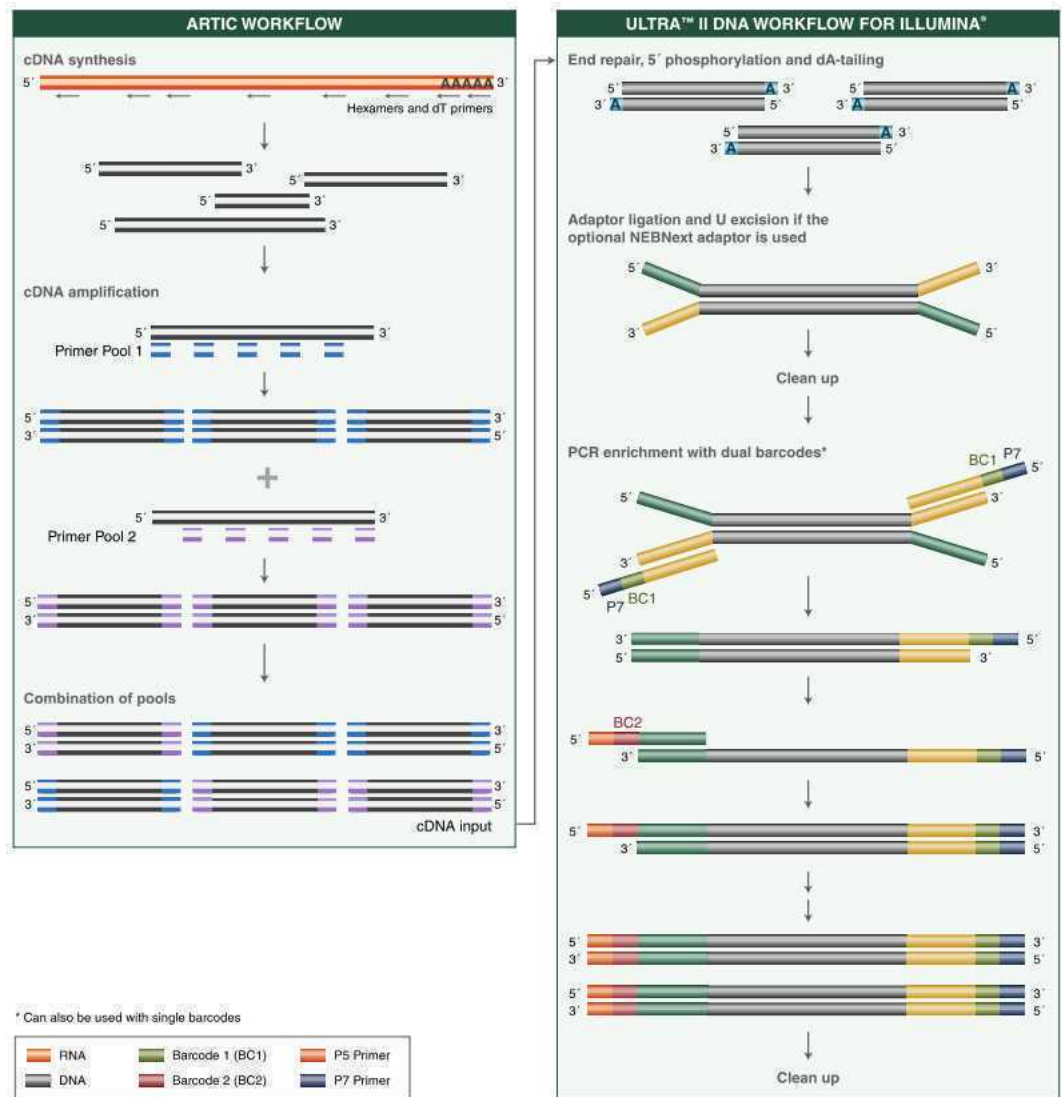 ARTIC WORKFLOW
cDNA synthesis
5´ AAAAA 3´
Hexamers and dT primers
5´ 3´
5´ 3´
5´ 3´
5´ 3´
cDNA amplification
5´ 3´
Primer Pool 1
5´ 3´
3´ 5´
+
5´ 3´
Primer Pool 2
5´ 3´
3´ 5´
Combination of pools
5´ 3´
3´ 5´
5´ 3´
3´ 5´
cDNA input
ULTRA™ II DNA WORKFLOW FOR ILLUMINA®
End repair, 5´ phosphorylation and dA-tailing
5´ A 3´ 5´ A 3´
3´ A 5´ 3´ A 5´
5´ A 3´
3´ A 5´
Adaptor ligation and U excision if the
optional NEBNext adaptor is used
5´ 3´
3´ 5´
Clean up
PCR enrichment with dual barcodes*
BC1 P7 5´
5´ 3´
3´ 5´
5´ P7 BC1
3´ 5´
5´ 3´
BC2
5´
3´ 5´
5´ 3´
3´ 5´
5´ 3´
3´ 5´
5´ 3´
3´ 5´
Clean up
* Can also be used with single barcodes
RNA Barcode 1 (BC1) P5 Primer
DNA Barcode 2 (BC2) P7 Primer